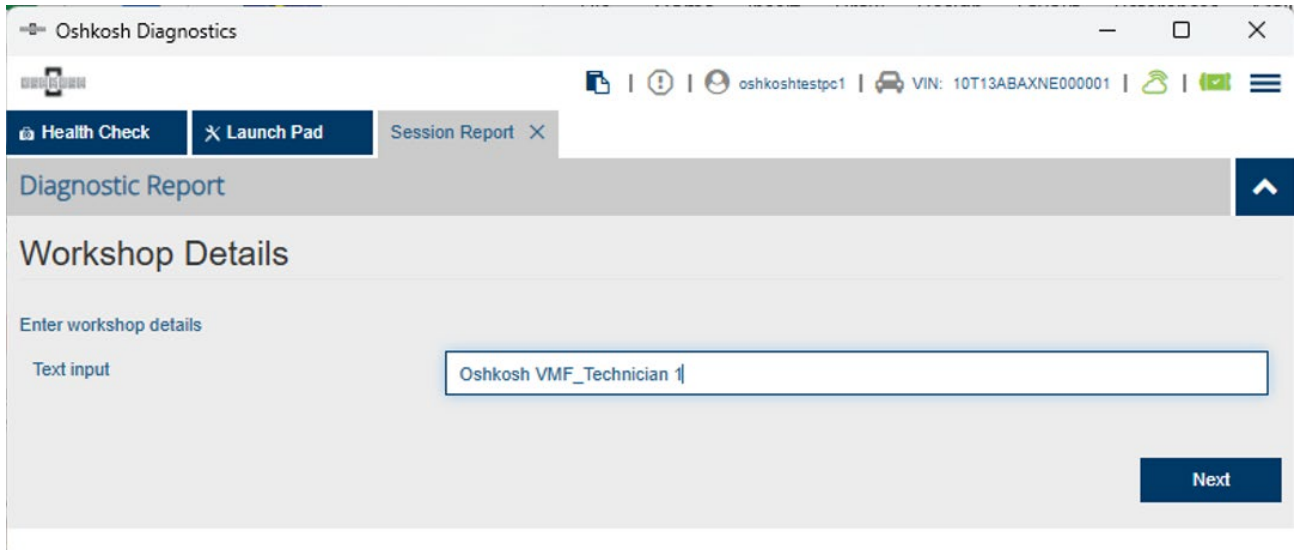 Oshkosh Diagnostics
OSHKOSH
oshkoshtestpc1 | VIN: 10T13ABAXNE000001
Health Check Launch Pad Session Report
Diagnostic Report
Workshop Details
Enter workshop details
Text input Oshkosh VMF_Technician 1
Next